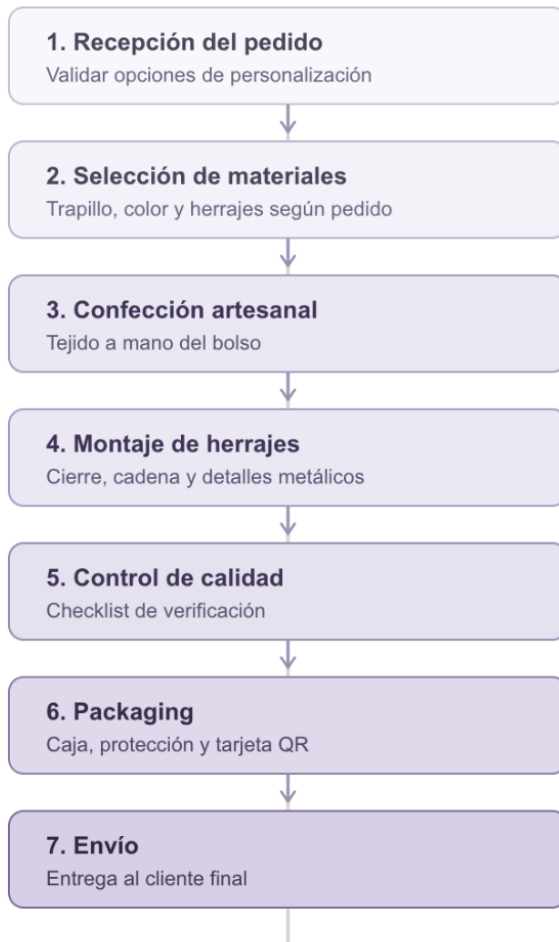 1. Recepción del pedido
Validar opciones de personalización
2. Selección de materiales
Trapillo, color y herrajes según pedido
3. Confección artesanal
Tejido a mano del bolso
4. Montaje de herrajes
Cierre, cadena y detalles metálicos
5. Control de calidad
Checklist de verificación
6. Packaging
Caja, protección y tarjeta QR
7. Envío
Entrega al cliente final